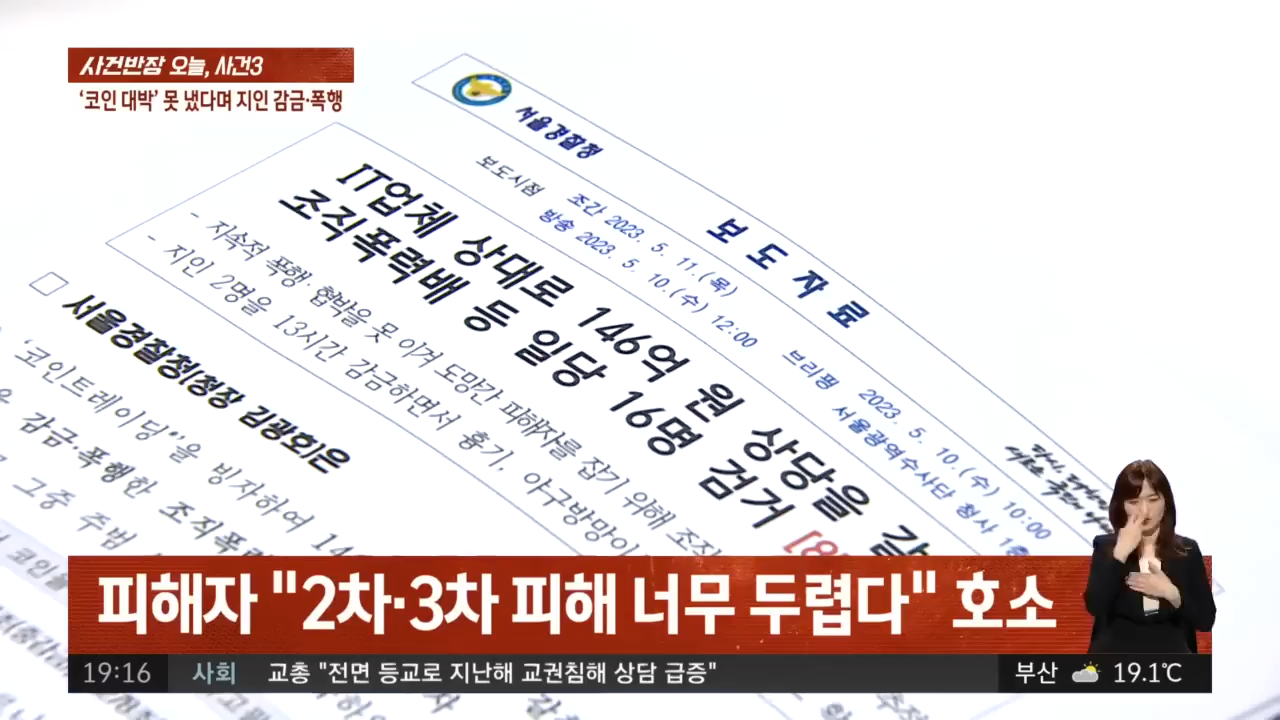 사건반장 오늘, 사건3
‘코인 대박’ 못 냈다며 지인 감금·폭행
서울경찰청
보 도 자 료
보도시점
조간 2023. 5. 11.(목)
방송 2023. 5. 10.(수) 12:00
브리핑
2023. 5. 10.(수) 10:00
서울광역수사단 청사 1층
IT업체 상대로 146억 원 상당을 갈
조직폭력배 등 일당 16명 검거 [8
- 지속적 폭행·협박을 못 이겨 도망간 피해자를 잡기 위해 조직
- 지인 2명을 13시간 감금하면서 흉기, 야구방망이
□ 서울경찰청(청장 김광호)은
‘코인트레이딩”을 빙자하여 14
감금·폭행한 조직폭력
그중 주범
피해자 "2차·3차 피해 너무 두렵다" 호소
19:16 사회 교총 "전면 등교로 지난해 교권침해 상담 급증" 부산 19.1℃